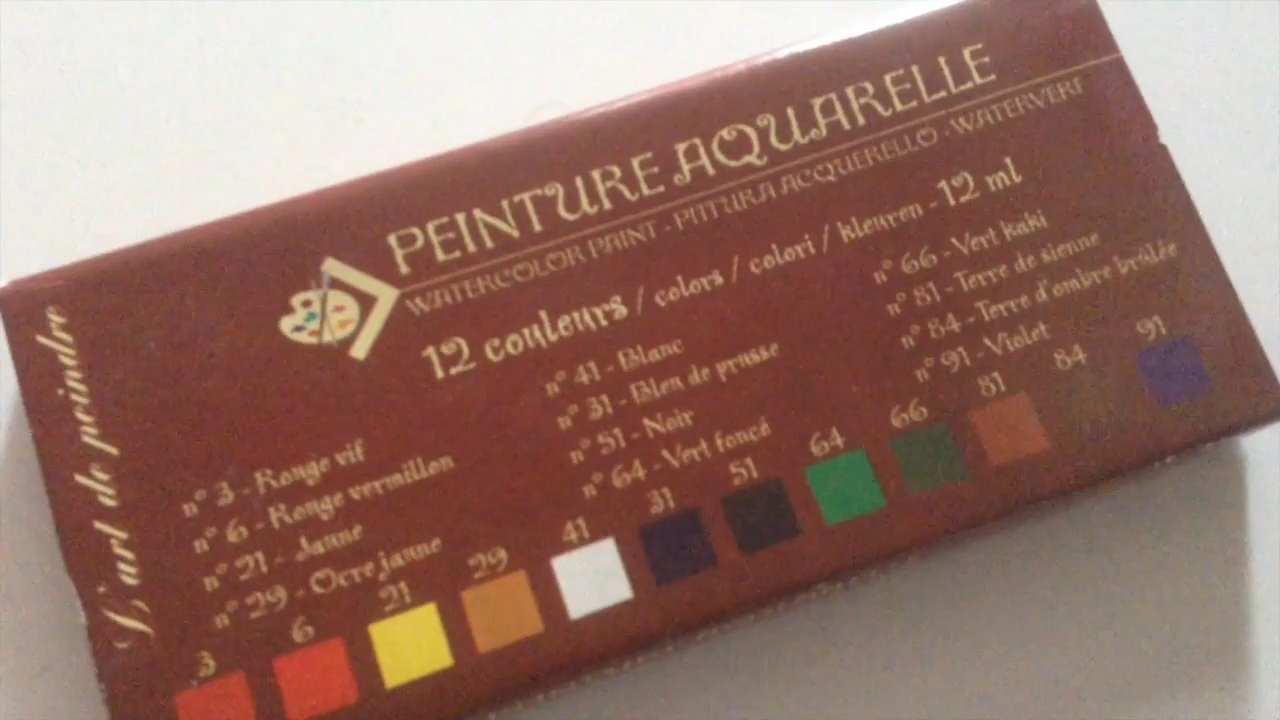 PEINTURE AQUARELLE
WATERCOLOR PAINT · PITTURA ACQUERELLO · WATERVERF
12 couleurs / colors / colori / kleuren - 12 ml
L'art de peindre
n° 3 - Rouge vif
n° 6 - Rouge vermillon
n° 21 - Jaune
n° 29 - Ocre jaune
n° 41 - Blanc
n° 31 - Bleu de prusse
n° 51 - Noir
n° 64 - Vert foncé
n° 66 - Vert kaki
n° 81 - Terre de sienne
n° 84 - Terre d'ombre brûlée
n° 91 - Violet
3 6 21 29 41 31 51 64 66 81 84 91